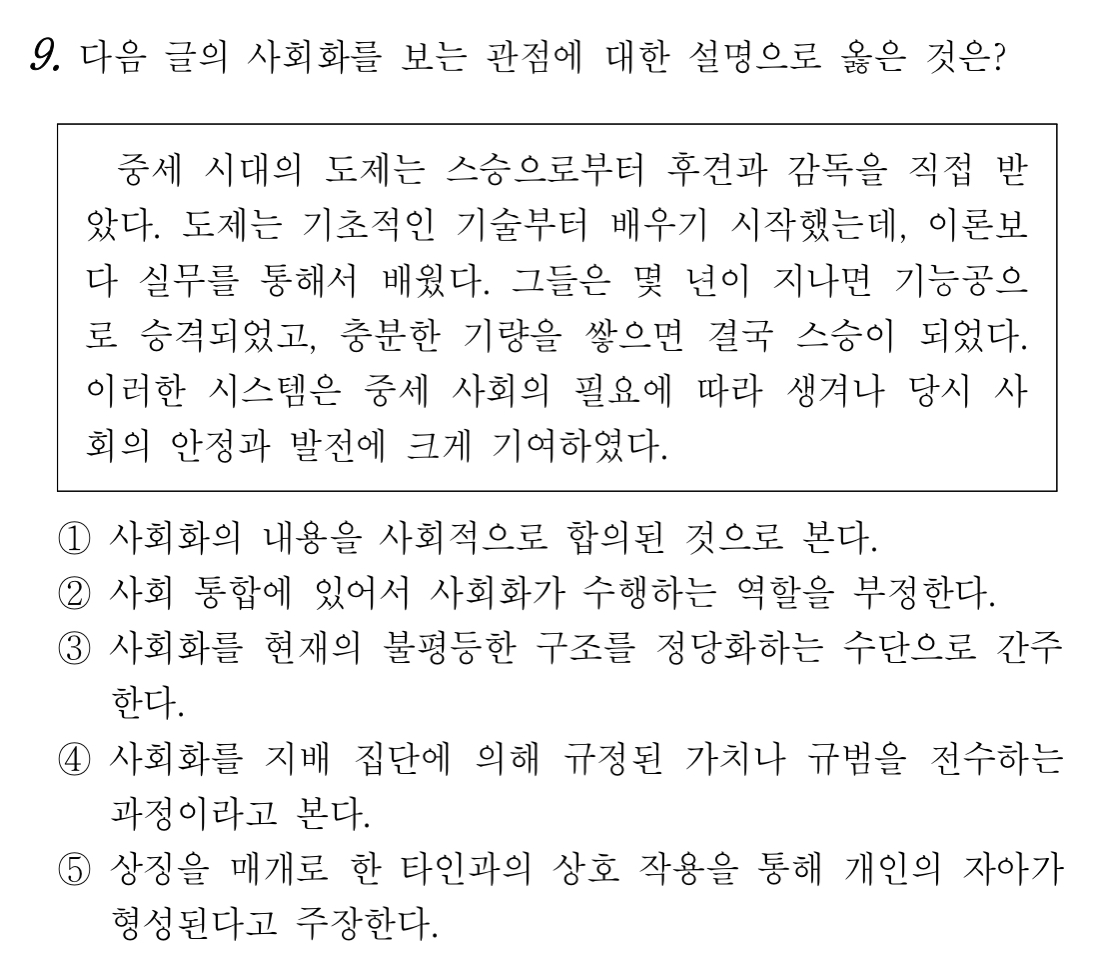 9. 다음 글의 사회화를 보는 관점에 대한 설명으로 옳은 것은?
중세 시대의 도제는 스승으로부터 후견과 감독을 직접 받
았다. 도제는 기초적인 기술부터 배우기 시작했는데, 이론보
다 실무를 통해서 배웠다. 그들은 몇 년이 지나면 기능공으
로 승격되었고, 충분한 기량을 쌓으면 결국 스승이 되었다.
이러한 시스템은 중세 사회의 필요에 따라 생겨나 당시 사
회의 안정과 발전에 크게 기여하였다.
① 사회화의 내용을 사회적으로 합의된 것으로 본다.
② 사회 통합에 있어서 사회화가 수행하는 역할을 부정한다.
③ 사회화를 현재의 불평등한 구조를 정당화하는 수단으로 간주
한다.
④ 사회화를 지배 집단에 의해 규정된 가치나 규범을 전수하는
과정이라고 본다.
⑤ 상징을 매개로 한 타인과의 상호 작용을 통해 개인의 자아가
형성된다고 주장한다.